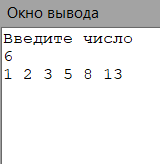 Окно вывода
Введите число
6
1 2 3 5 8 13